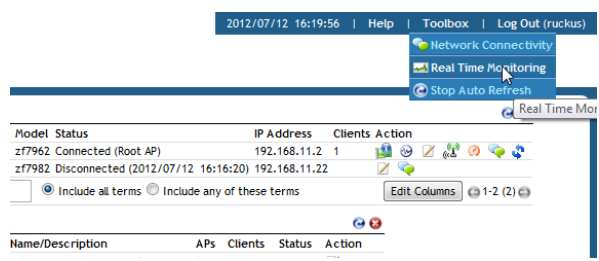 2012/07/12 16:19:56 | Help | Toolbox | Log Out (ruckus)
Network Connectivity
Real Time Monitoring
Stop Auto Refresh
Real Time Mon
Model Status IP Address Clients Action
zf7962 Connected (Root AP) 192.168.11.2 1
zf7982 Disconnected (2012/07/12 16:16:20) 192.168.11.22
Include all terms Include any of these terms Edit Columns 1-2 (2)
Name/Description APs Clients Status Action